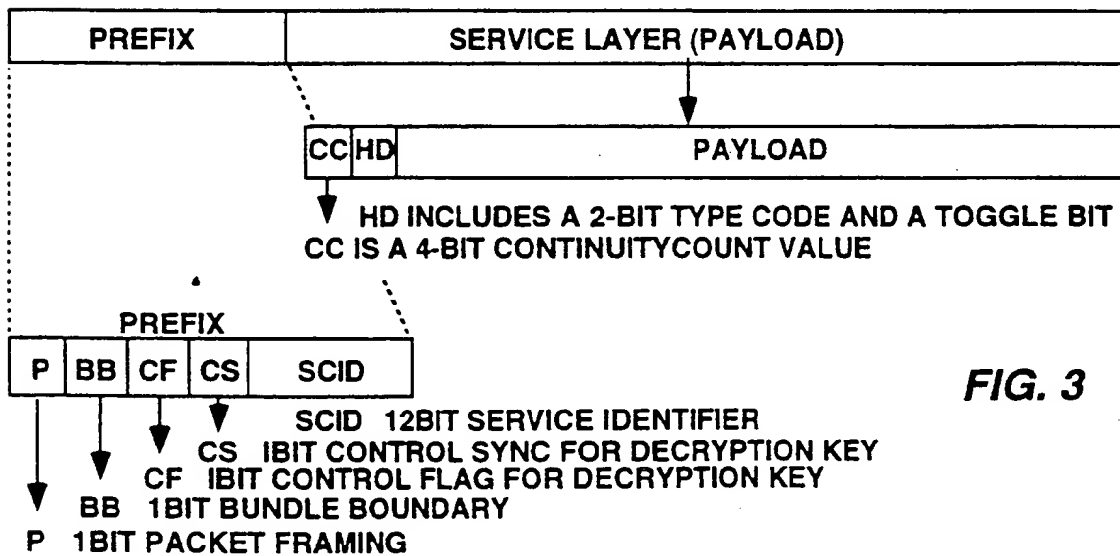 PREFIX SERVICE LAYER (PAYLOAD)
CC HD PAYLOAD
HD INCLUDES A 2-BIT TYPE CODE AND A TOGGLE BIT
CC IS A 4-BIT CONTINUITYCOUNT VALUE
PREFIX
P BB CF CS SCID
FIG. 3
SCID 12BIT SERVICE IDENTIFIER
CS IBIT CONTROL SYNC FOR DECRYPTION KEY
CF IBIT CONTROL FLAG FOR DECRYPTION KEY
BB 1BIT BUNDLE BOUNDARY
P 1BIT PACKET FRAMING